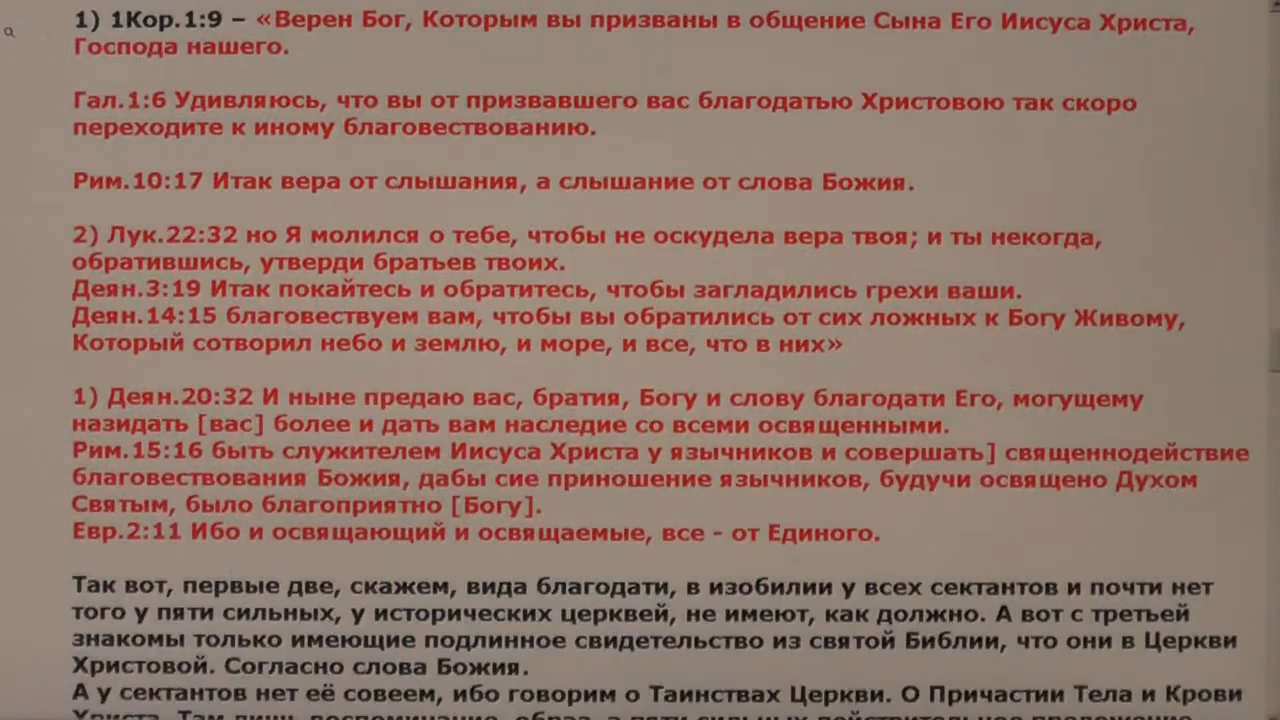 1) 1Кор.1:9 – «Верен Бог, Которым вы призваны в общение Сына Его Иисуса Христа,
Господа нашего.
Гал.1:6 Удивляюсь, что вы от призвавшего вас благодатью Христовою так скоро
переходите к иному благовествованию.
Рим.10:17 Итак вера от слышания, а слышание от слова Божия.
2) Лук.22:32 но Я молился о тебе, чтобы не оскудела вера твоя; и ты некогда,
обратившись, утверди братьев твоих.
Деян.3:19 Итак покайтесь и обратитесь, чтобы загладились грехи ваши.
Деян.14:15 благовествуем вам, чтобы вы обратились от сих ложных к Богу Живому,
Который сотворил небо и землю, и море, и все, что в них»
1) Деян.20:32 И ныне предаю вас, братия, Богу и слову благодати Его, могущему
назидать [вас] более и дать вам наследие со всеми освященными.
Рим.15:16 быть служителем Иисуса Христа у язычников и совершать] священнодействие
благовествования Божия, дабы сие приношение язычников, будучи освящено Духом
Святым, было благоприятно [Богу].
Евр.2:11 Ибо и освящающий и освящаемые, все - от Единого.
Так вот, первые две, скажем, вида благодати, в изобилии у всех сектантов и почти нет
того у пяти сильных, у исторических церквей, не имеют, как должно. А вот с третьей
знакомы только имеющие подлинное свидетельство из святой Библии, что они в Церкви
Христовой. Согласно слова Божия.
А у сектантов нет её совеем, ибо говорим о Таинствах Церкви. О Причастии Тела и Крови
Христа. Там лишь воспоминание, образ, а